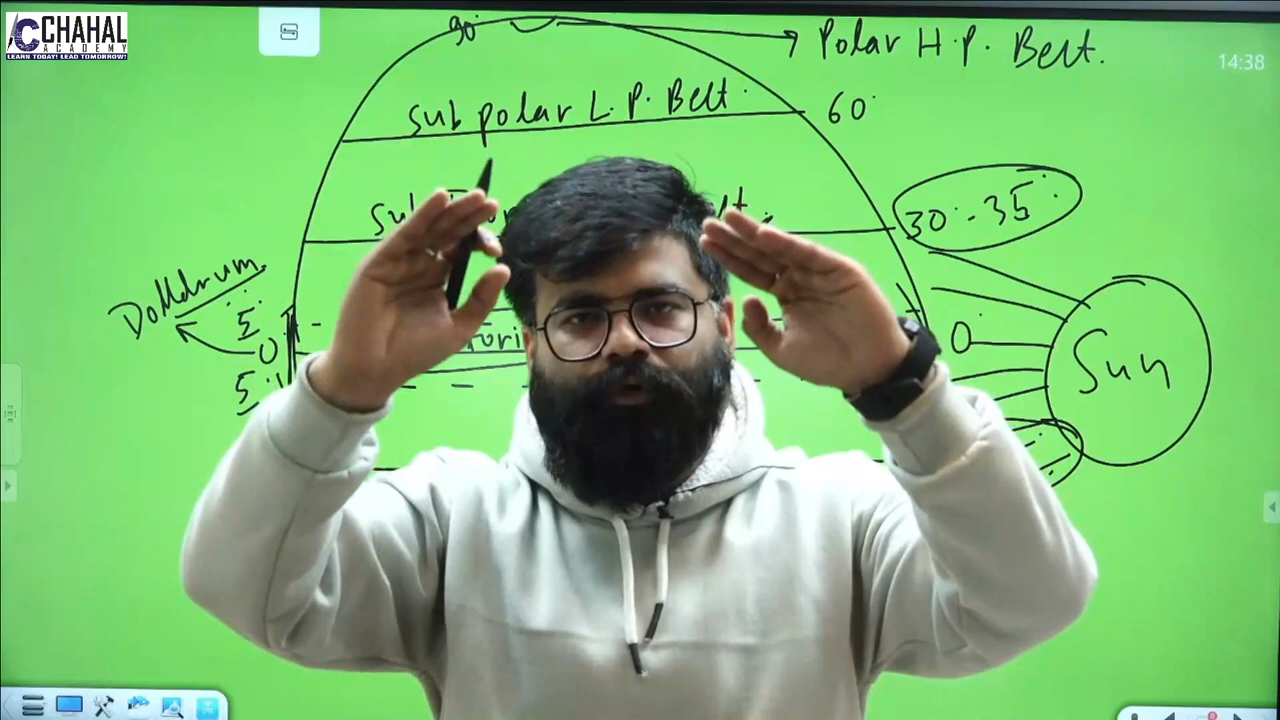 CHAHAL
ACADEMY
LEARN TODAY! LEAD TOMORROW!
14:38
90°
Polar H.P. Belt.
Sub polar L.P. Belt.
60°
30°-35°
Dolldrum
5°
0°
5°
0°
Sun